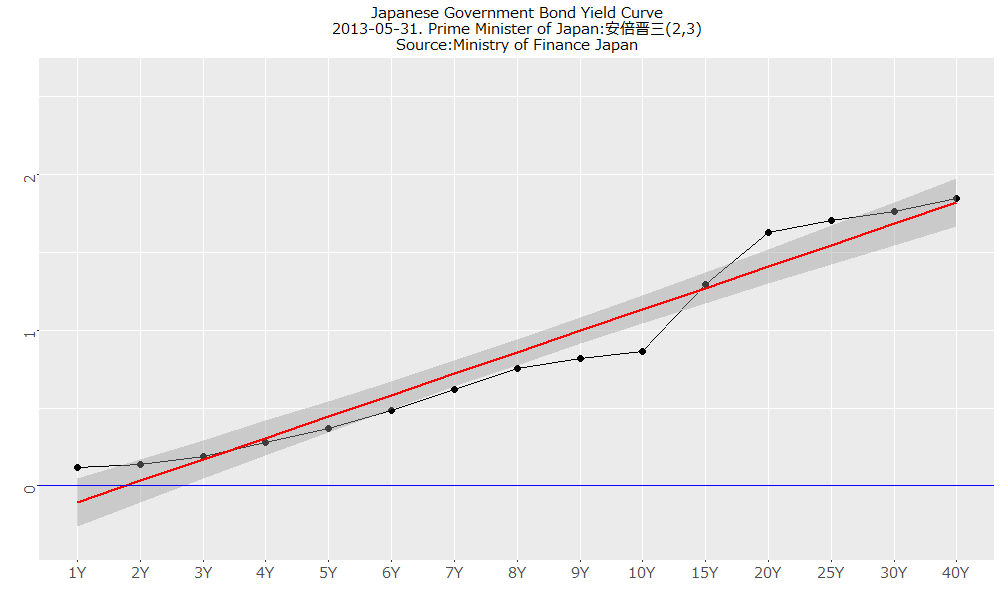 Japanese Government Bond Yield Curve
2013-05-31. Prime Minister of Japan:安倍晋三(2,3)
Source:Ministry of Finance Japan
2
1
0
1Y 2Y 3Y 4Y 5Y 6Y 7Y 8Y 9Y 10Y 15Y 20Y 25Y 30Y 40Y